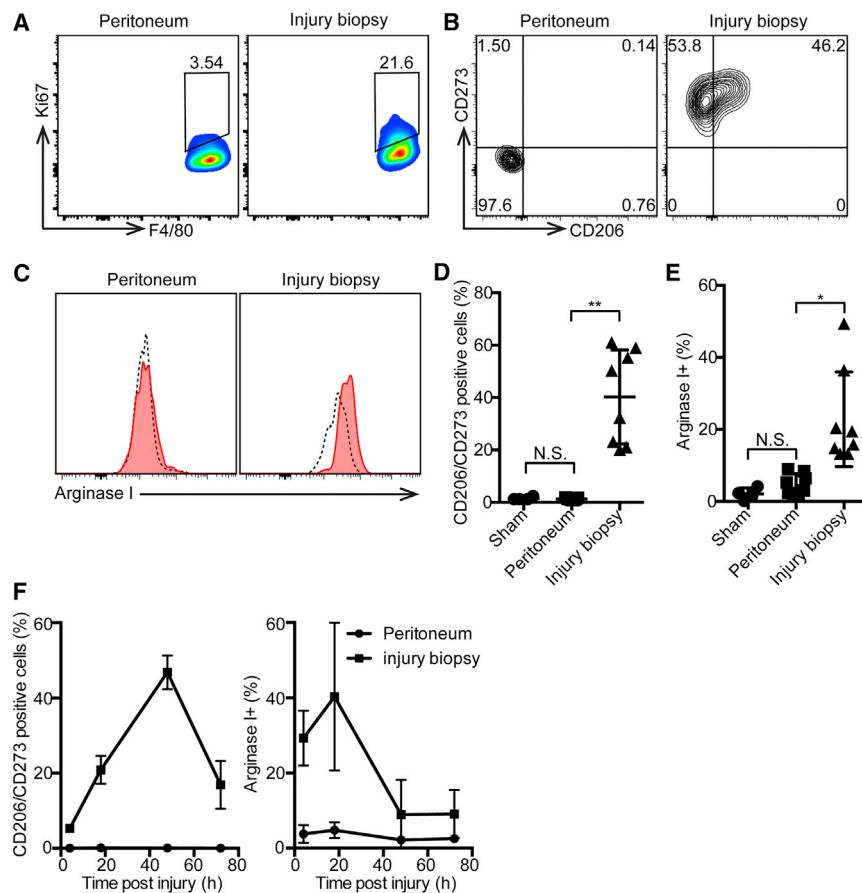 A
Peritoneum
Injury biopsy
3.54
21.6
Ki67
F4/80
B
Peritoneum
Injury biopsy
1.50
0.14
53.8
46.2
CD273
97.6
0.76
0
0
CD206
C
Peritoneum
Injury biopsy
Arginase I
D
CD206/CD273 positive cells (%)
80
60
40
20
0
**
N.S.
Sham
Peritoneum
Injury biopsy
E
Arginase I+ (%)
60
40
20
0
*
N.S.
Sham
Peritoneum
Injury biopsy
F
CD206/CD273 positive cells (%)
60
40
20
0
0 20 40 60 80
Time post injury (h)
Arginase I+ (%)
60
40
20
0
0 20 40 60 80
Time post injury (h)
Peritoneum
injury biopsy